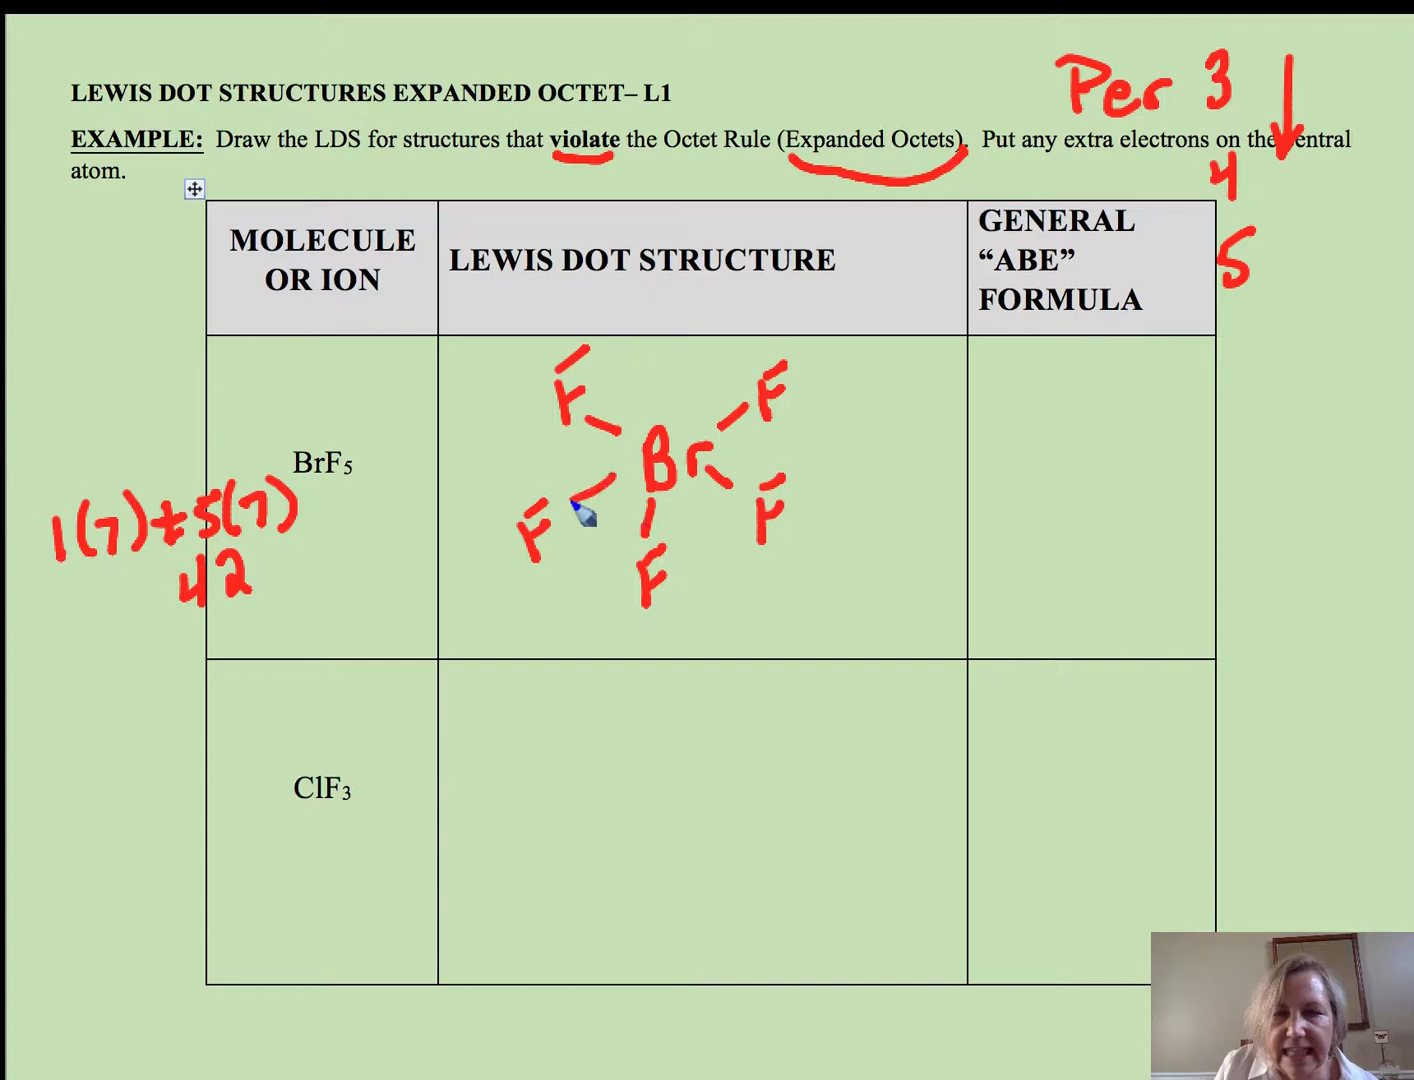 Per 3
LEWIS DOT STRUCTURES EXPANDED OCTET– L1
EXAMPLE: Draw the LDS for structures that violate the Octet Rule (Expanded Octets). Put any extra electrons on the central
atom.
4
5
MOLECULE
OR ION
LEWIS DOT STRUCTURE
GENERAL
“ABE”
FORMULA
BrF₅
1(7)+5(7)
42
F F
Br
F F
F
ClF₃